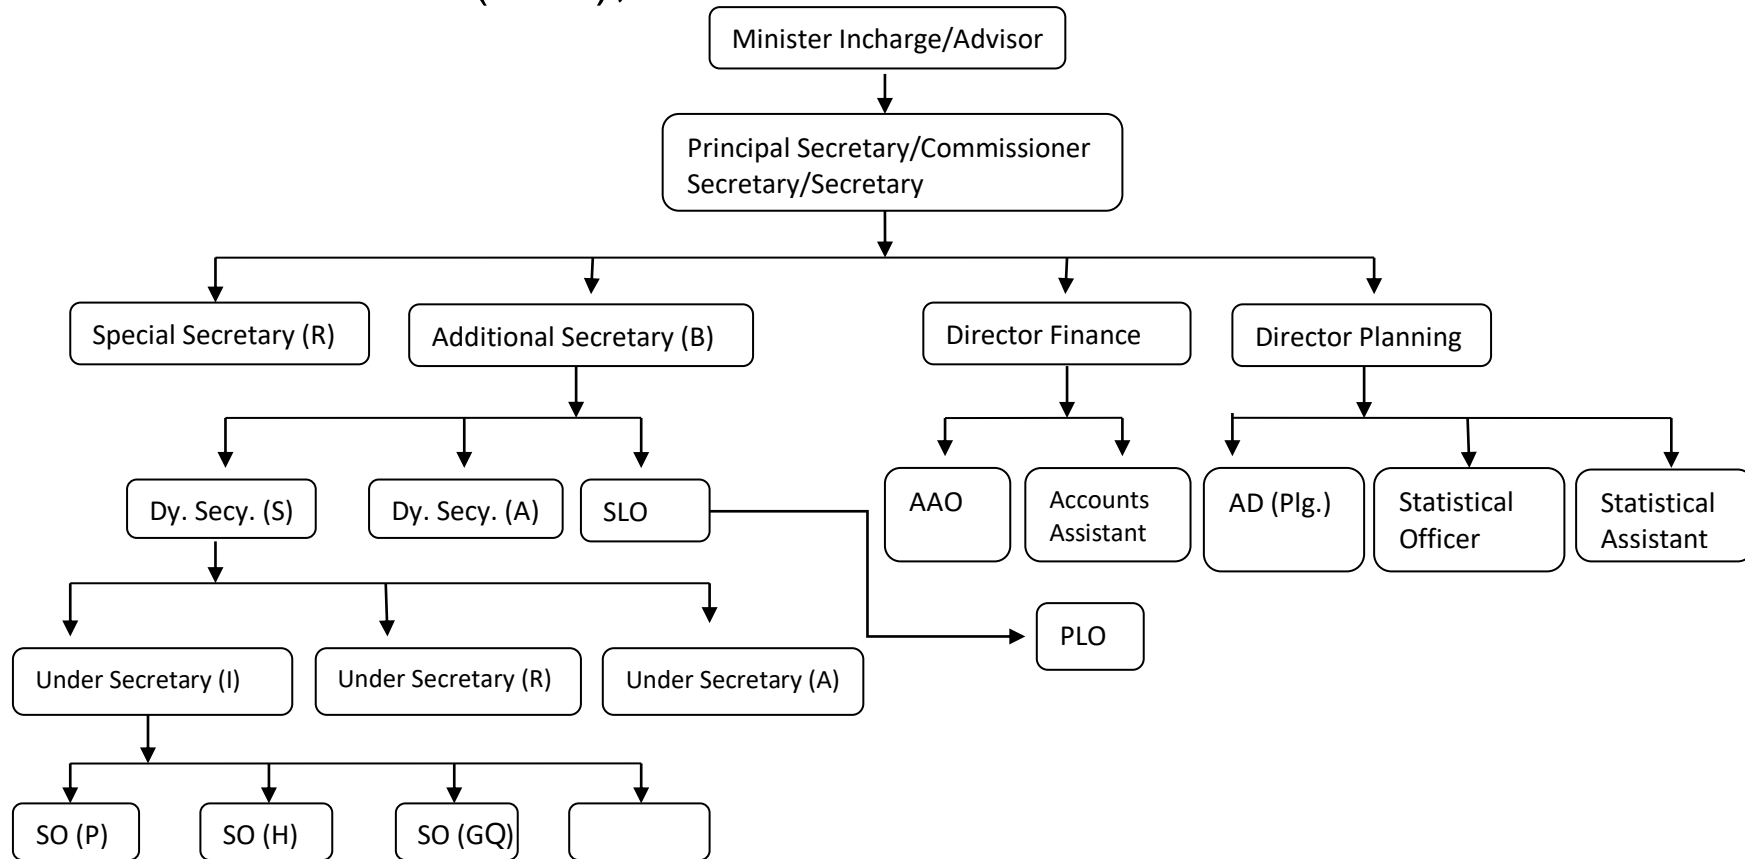 Minister Incharge/Advisor
Principal Secretary/Commissioner
Secretary/Secretary
Special Secretary (R)
Additional Secretary (B)
Director Finance
Director Planning
Dy. Secy. (S)
Dy. Secy. (A)
SLO
AAO
Accounts
Assistant
AD (Plg.)
Statistical
Officer
Statistical
Assistant
PLO
Under Secretary (I)
Under Secretary (R)
Under Secretary (A)
SO (P)
SO (H)
SO (GQ)